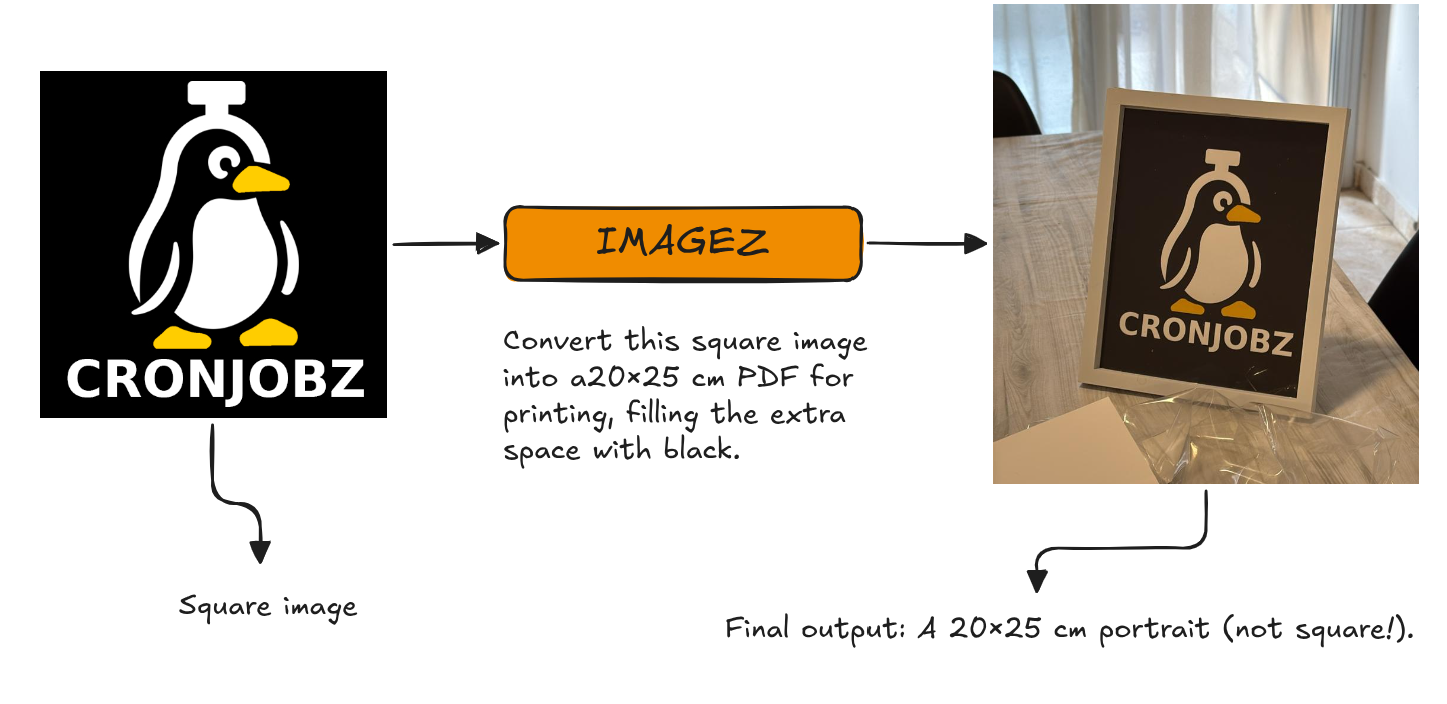 CRONJOBZ
IMAGEZ
Convert this square image
into a20×25 cm PDF for
printing, filling the extra
space with black.
CRONJOBZ
Square image
Final output: A 20×25 cm portrait (not square!).